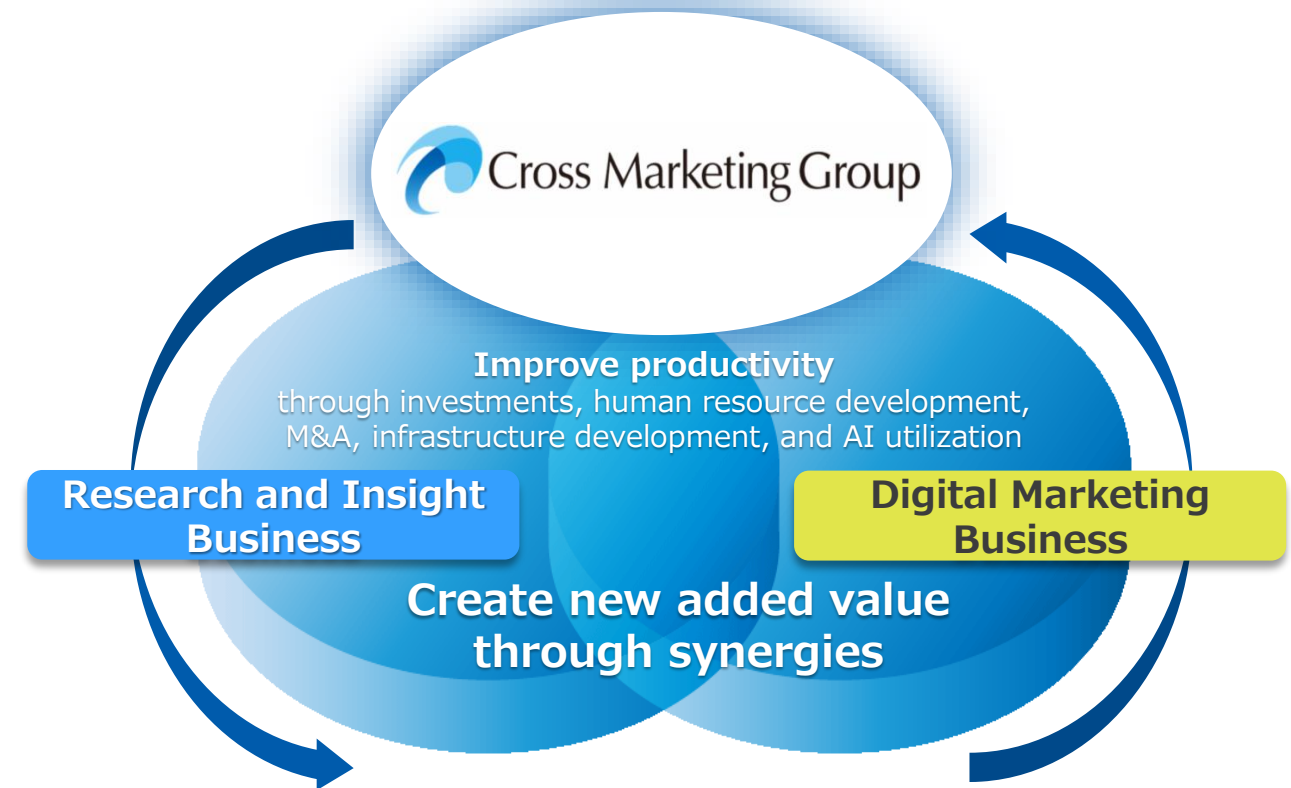 Cross Marketing Group
Improve productivity
through investments, human resource development,
M&A, infrastructure development, and AI utilization
Research and Insight
Business
Digital Marketing
Business
Create new added value
through synergies